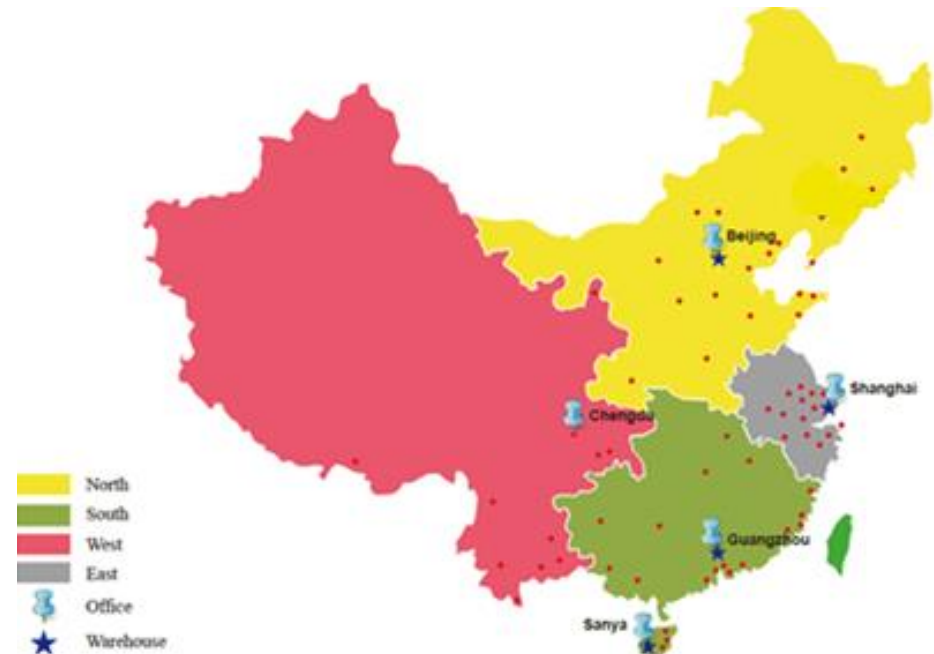 Beijing
Shanghai
Chengdu
Guangzhou
Sanya
North
South
West
East
Office
Warehouse